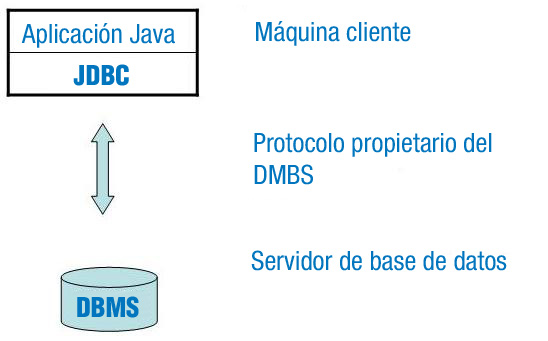 Aplicación Java
Máquina cliente
JDBC
Protocolo propietario del
DMBS
Servidor de base de datos
DBMS